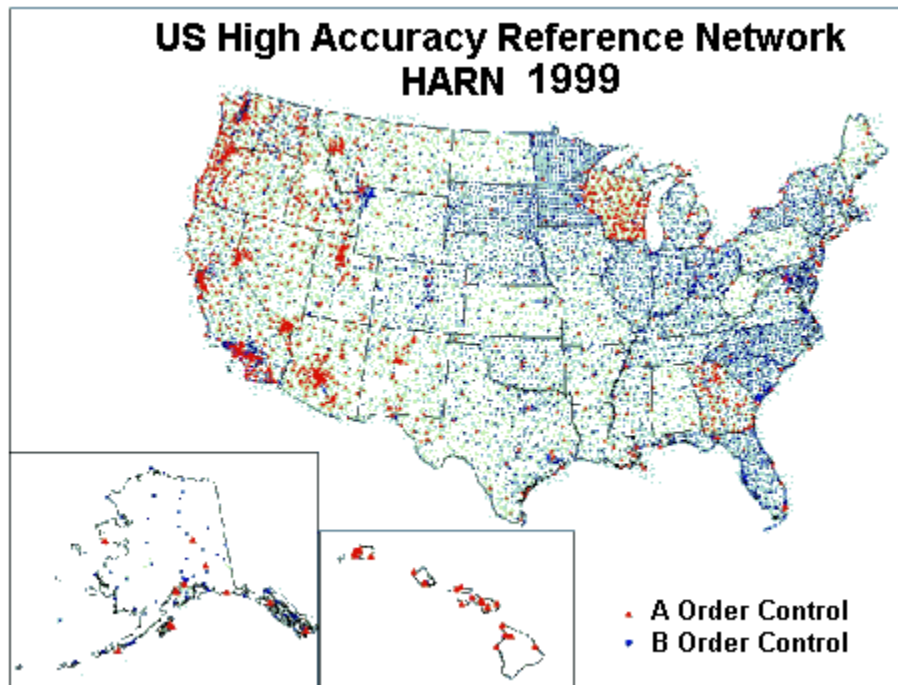 US High Accuracy Reference Network
HARN 1999
A Order Control
B Order Control